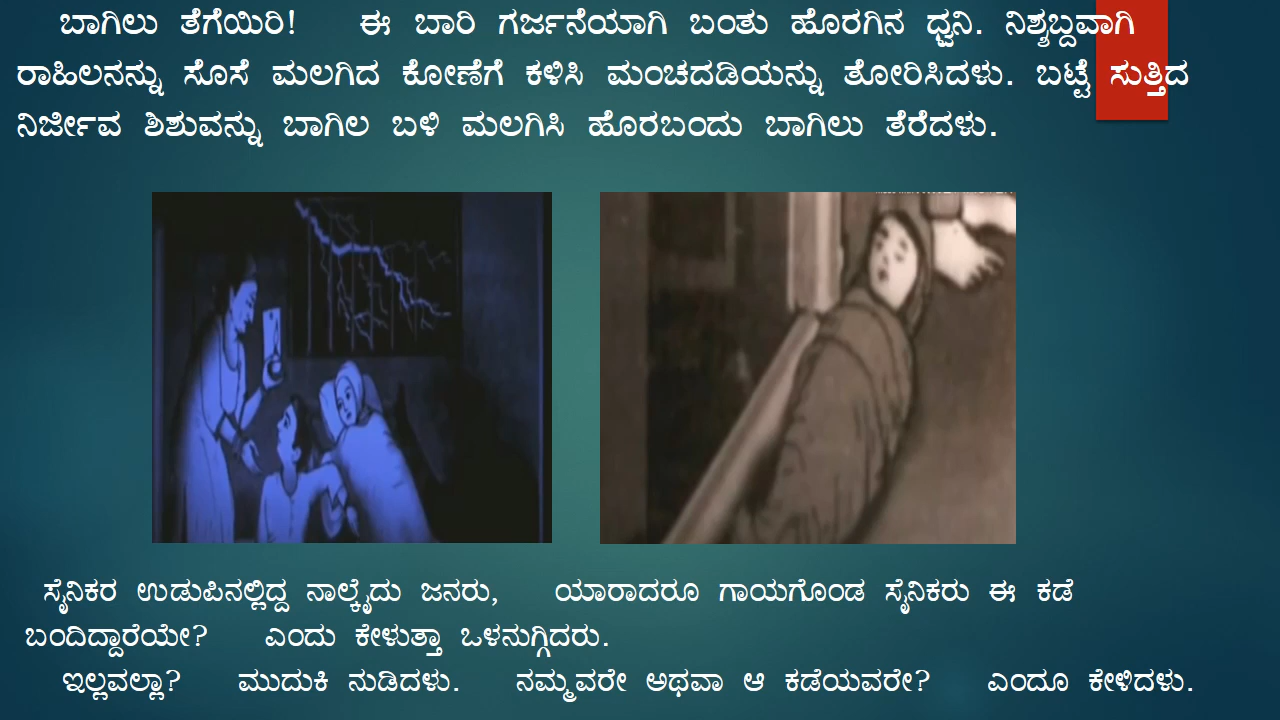 ಬಾಗಿಲು ತೆಗೆಯಿರಿ! ಈ ಬಾರಿ ಗರ್ಜನೆಯಾಗಿ ಬಂತು ಹೊರಗಿನ ಧ್ವನಿ. ನಿಶ್ಶಬ್ದವಾಗಿ
ರಾಹಿಲನನ್ನು ಸೊಸೆ ಮಲಗಿದ ಕೋಣೆಗೆ ಕಳಿಸಿ ಮಂಚದಡಿಯನ್ನು ತೋರಿಸಿದಳು. ಬಟ್ಟೆ ಸುತ್ತಿದ
ನಿರ್ಜೀವ ಶಿಶುವನ್ನು ಬಾಗಿಲ ಬಳಿ ಮಲಗಿಸಿ ಹೊರಬಂದು ಬಾಗಿಲು ತೆರೆದಳು.
ಸೈನಿಕರ ಉಡುಪಿನಲ್ಲಿದ್ದ ನಾಲ್ಕೈದು ಜನರು, ಯಾರಾದರೂ ಗಾಯಗೊಂಡ ಸೈನಿಕರು ಈ ಕಡೆ
ಬಂದಿದ್ದಾರೆಯೇ? ಎಂದು ಕೇಳುತ್ತಾ ಒಳನುಗ್ಗಿದರು.
ಇಲ್ಲವಲ್ಲಾ? ಮುದುಕಿ ನುಡಿದಳು. ನಮ್ಮವರೇ ಅಥವಾ ಆ ಕಡೆಯವರೇ? ಎಂದೂ ಕೇಳಿದಳು.